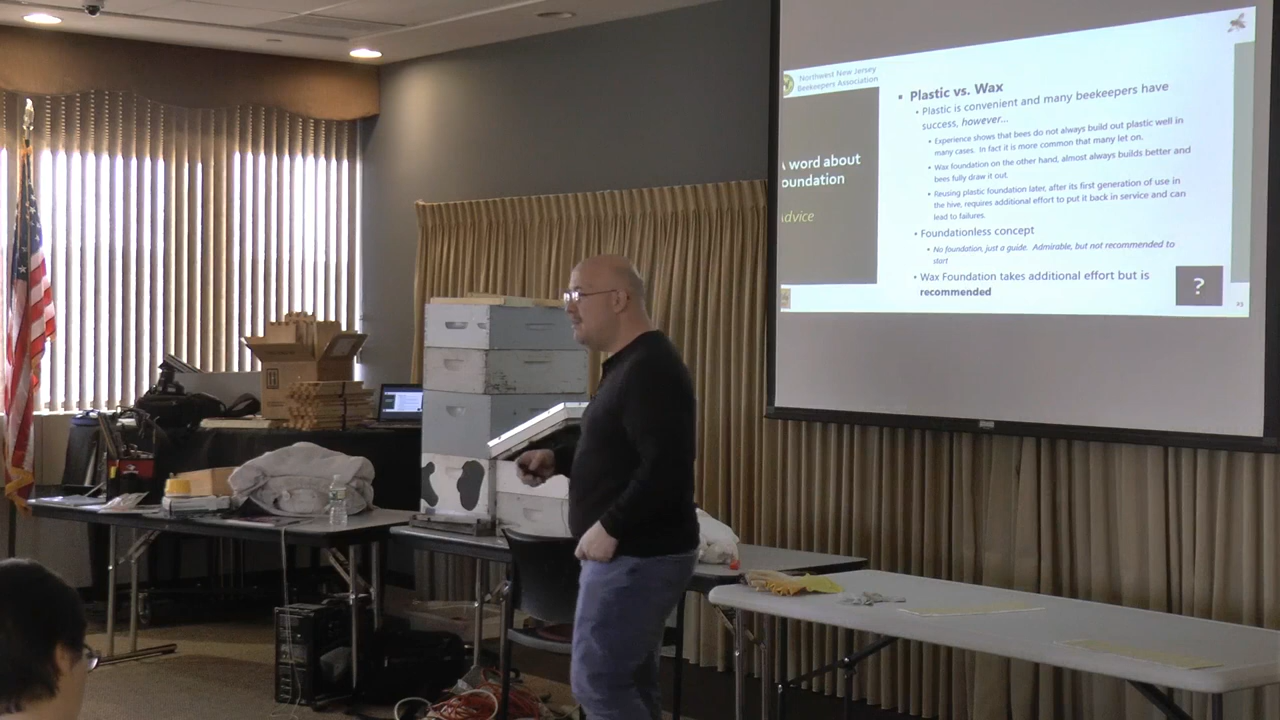 Northwest New Jersey
Beekeepers Association
A word about
oundation
Advice
Plastic vs. Wax
Plastic is convenient and many beekeepers have
success, however...
Experience shows that bees do not always build out plastic well in
many cases. In fact it is more common that many let on.
Wax foundation on the other hand, almost always builds better and
bees fully draw it out.
Reusing plastic foundation later, after its first generation of use in
the hive, requires additional effort to put it back in service and can
lead to failures.
Foundationless concept
No foundation, just a guide. Admirable, but not recommended to
start
Wax Foundation takes additional effort but is
recommended
?
23